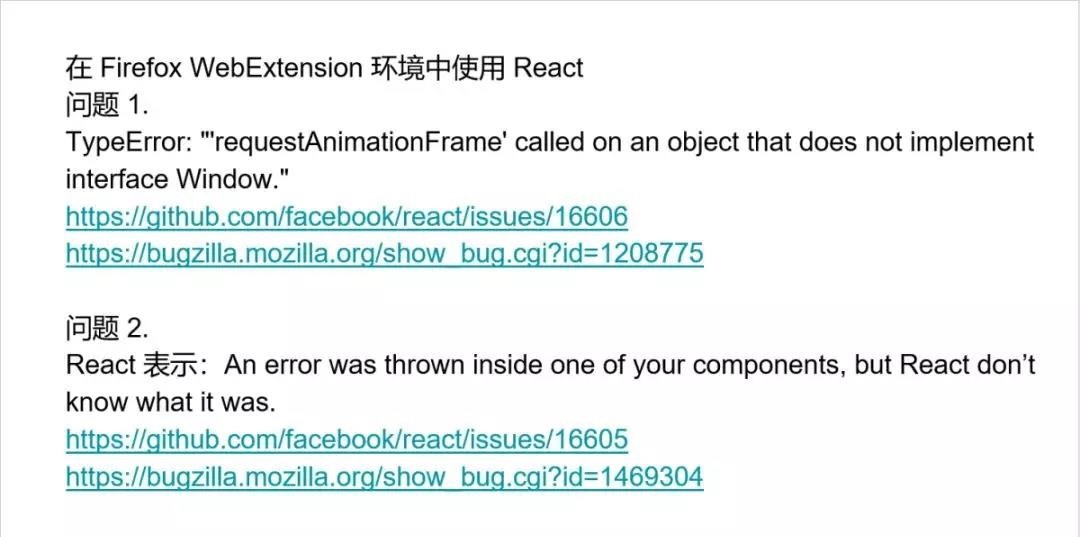 在 Firefox WebExtension 环境中使用 React
问题 1.
TypeError: "'requestAnimationFrame' called on an object that does not implement
interface Window."
https://github.com/facebook/react/issues/16606
https://bugzilla.mozilla.org/show_bug.cgi?id=1208775
问题 2.
React 表示：An error was thrown inside one of your components, but React don’t
know what it was.
https://github.com/facebook/react/issues/16605
https://bugzilla.mozilla.org/show_bug.cgi?id=1469304